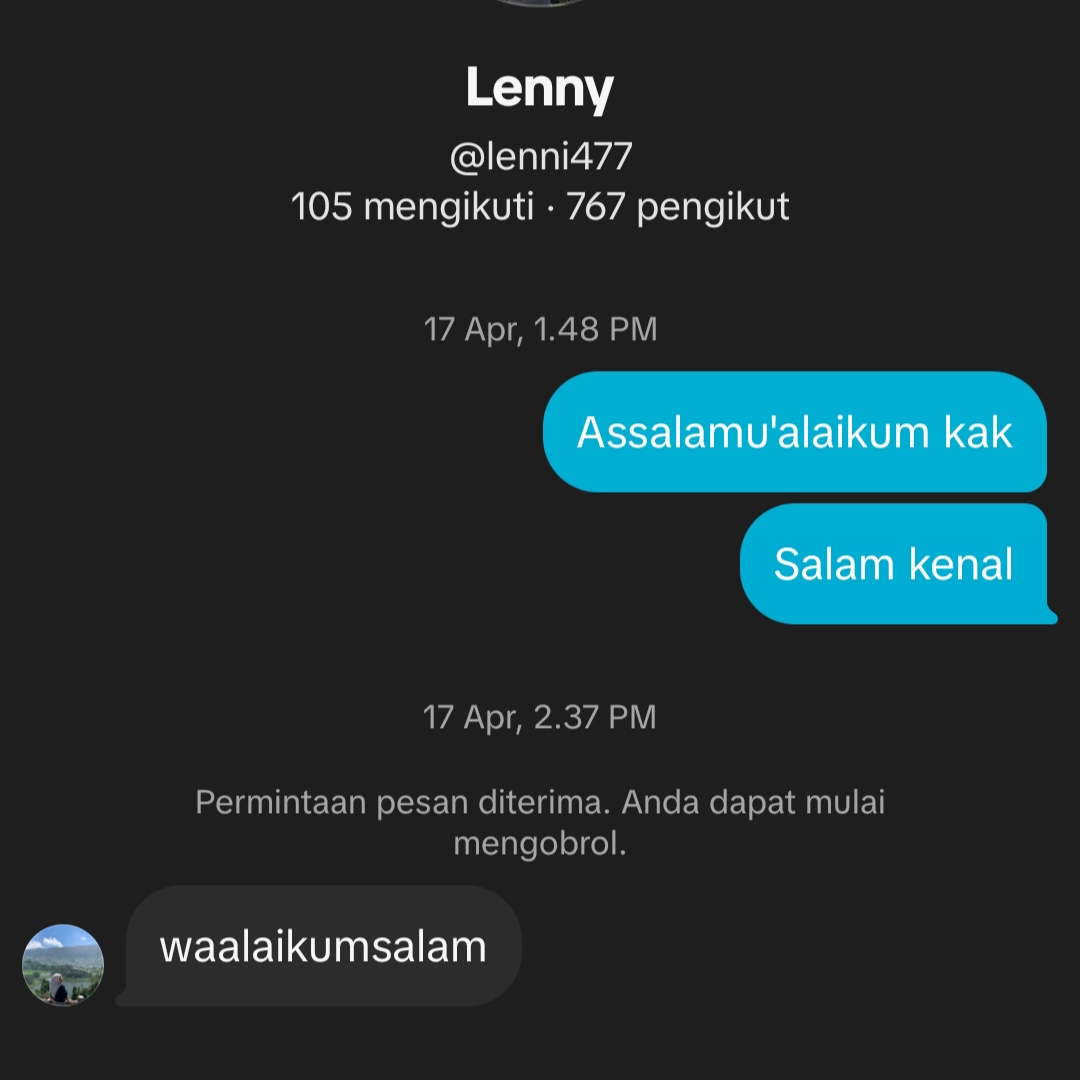 Lenny
@lenni477
105 mengikuti · 767 pengikut
17 Apr, 1.48 PM
Assalamu'alaikum kak
Salam kenal
17 Apr, 2.37 PM
Permintaan pesan diterima. Anda dapat mulai
mengobrol.
waalaikumsalam